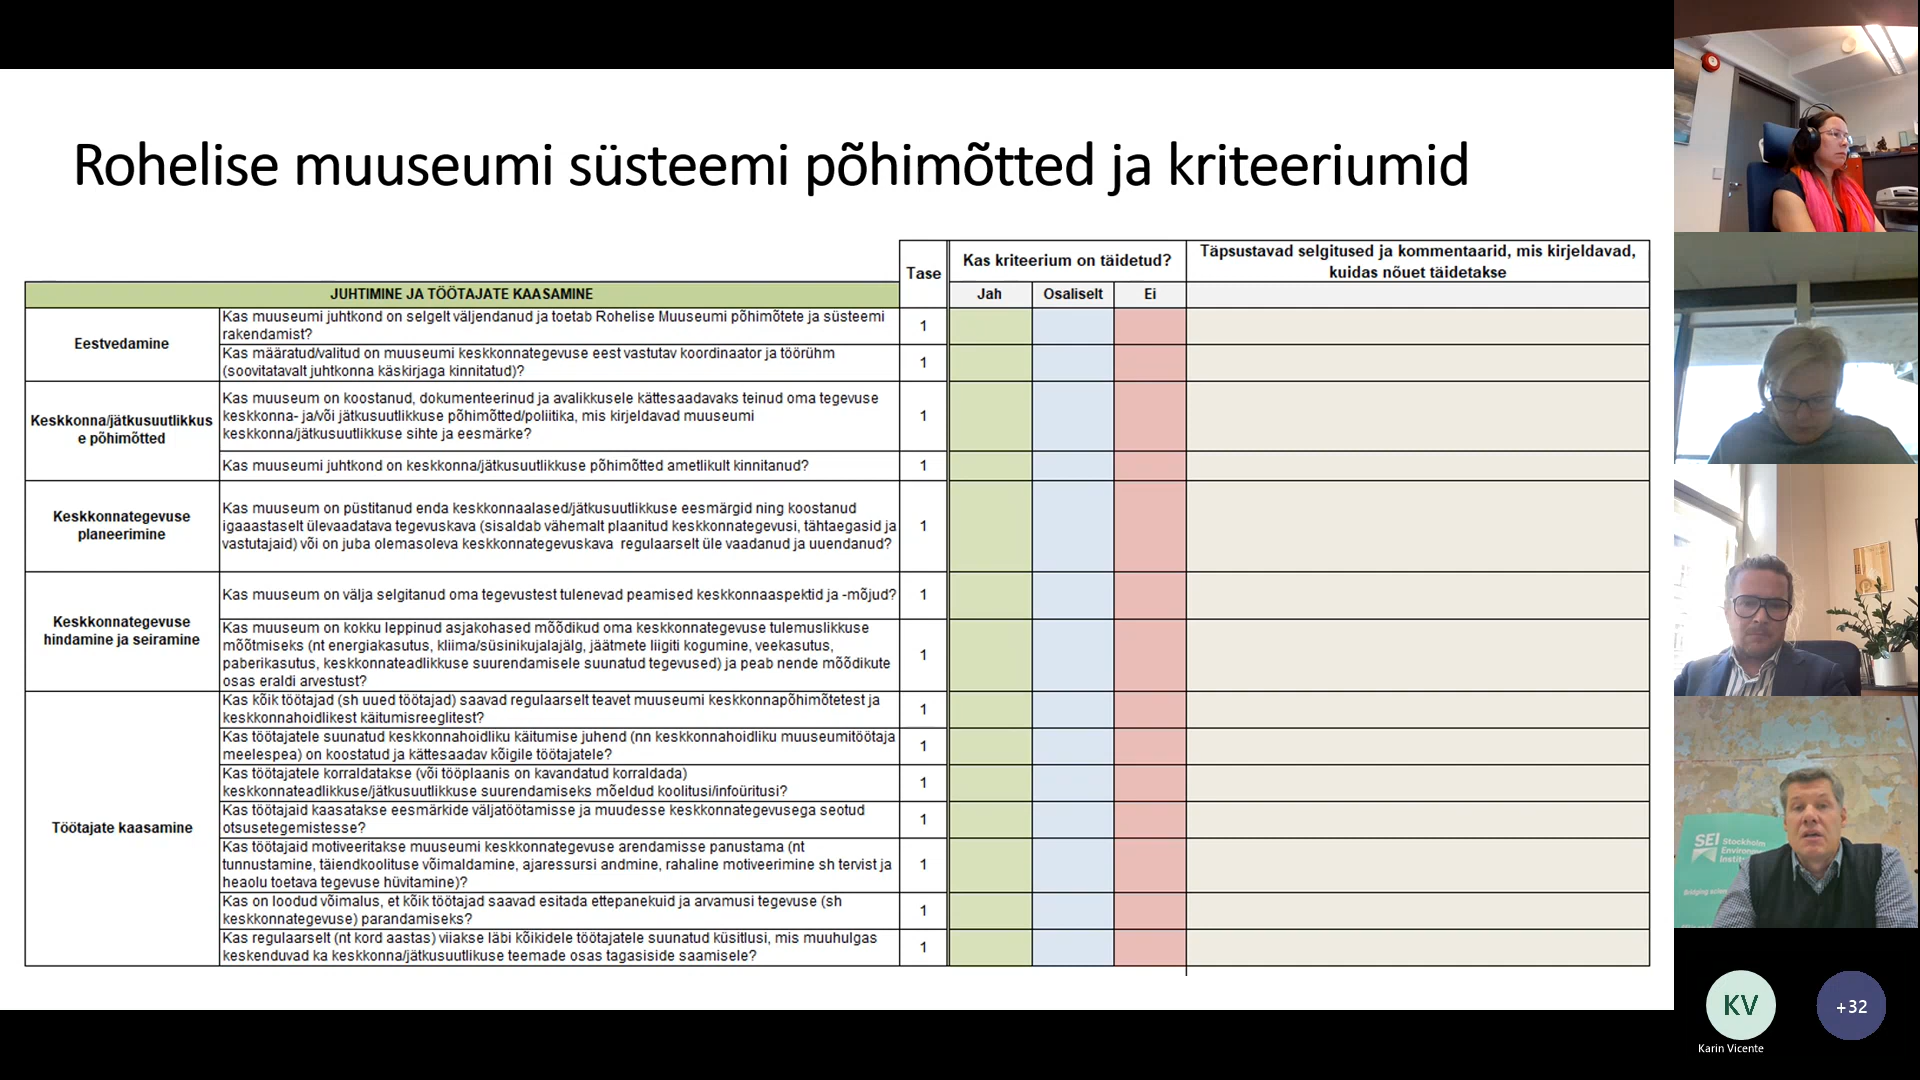 Rohelise muuseumi süsteemi põhimõtted ja kriteeriumid
Tase
Kas kriteerium on täidetud?
Täpsustavad selgitused ja kommentaarid, mis kirjeldavad,
kuidas nõuet täidetakse
JUHTIMINE JA TÖÖTAJATE KAASAMINE
Jah
Osaliselt
Ei
Eestvedamine
Kas muuseumi juhtkond on selgelt väljendanud ja toetab Rohelise Muuseumi põhimõtete ja süsteemi
rakendamist?
1
Kas määratud/valitud on muuseumi keskkonnategevuse eest vastutav koordinaator ja töörühm
(soovitatavalt juhtkonna käskirjaga kinnitatud)?
1
Keskkonna/jätkusuutlikkus
e põhimõtted
Kas muuseum on koostanud, dokumenteerinud ja avalikkusele kättesaadavaks teinud oma tegevuse
keskkonna- ja/või jätkusuutlikkuse põhimõtted/poliitika, mis kirjeldavad muuseumi
keskkonna/jätkusuutlikkuse sihte ja eesmärke?
1
Kas muuseumi juhtkond on keskkonna/jätkusuutlikkuse põhimõtted ametlikult kinnitanud?
1
Keskkonnategevuse
planeerimine
Kas muuseum on püstitanud enda keskkonnaalased/jätkusuutlikkuse eesmärgid ning koostanud
igaaastaselt ülevaadatava tegevuskava (sisaldab vähemalt plaanitud keskkonnategevusi, tähtaegasid ja
vastutajaid) või on juba olemasoleva keskkonnategevuskava regulaarselt üle vaadanud ja uuendanud?
1
Keskkonnategevuse
hindamine ja seiramine
Kas muuseum on välja selgitanud oma tegevustest tulenevad peamised keskkonnaaspektid ja -mõjud?
1
Kas muuseum on kokku leppinud asjakohased mõõdikud oma keskkonnategevuse tulemuslikkuse
mõõtmiseks (nt energiakasutus, kliima/süsinikujalajälg, jäätmete liigiti kogumine, veekasutus,
paberikasutus, keskkonnateadlikkuse suurendamisele suunatud tegevused) ja peab nende mõõdikute
osas eraldi arvestust?
1
Töötajate kaasamine
Kas kõik töötajad (sh uued töötajad) saavad regulaarselt teavet muuseumi keskkonnapõhimõtetest ja
keskkonnahoidlikest käitumisreeglitest?
1
Kas töötajatele suunatud keskkonnahoidliku käitumise juhend (nn keskkonnahoidliku muuseumitöötaja
meelespea) on koostatud ja kättesaadav kõigile töötajatele?
1
Kas töötajatele korraldatakse (või tööplaanis on kavandatud korraldada)
keskkonnateadlikkuse/jätkusuutlikkuse suurendamiseks mõeldud koolitusi/infoüritusi?
1
Kas töötajaid kaasatakse eesmärkide väljatöötamisse ja muudesse keskkonnategevusega seotud
otsusetegemistesse?
1
Kas töötajaid motiveeritakse muuseumi keskkonnategevuse arendamisse panustama (nt
tunnustamine, täiendkoolituse võimaldamine, ajaressursi andmine, rahaline motiveerimine sh tervist ja
heaolu toetava tegevuse hüvitamine)?
1
Kas on loodud võimalus, et kõik töötajad saavad esitada ettepanekuid ja arvamusi tegevuse (sh
keskkonnategevuse) parandamiseks?
1
Kas regulaarselt (nt kord aastas) viiakse läbi kõikidele töötajatele suunatud küsitlusi, mis muuhulgas
keskenduvad ka keskkonna/jätkusuutlikuse teemade osas tagasiside saamisele?
1
SEI
Stockholm
KV
+32
Karin Vicente